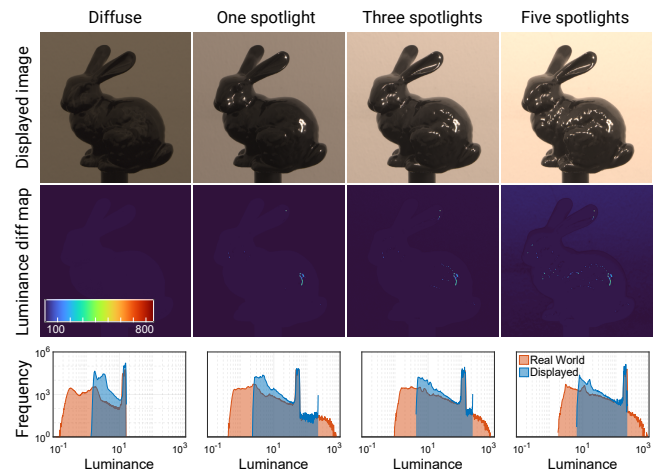 Diffuse One spotlight Three spotlights Five spotlights
Displayed image
Luminance diff map
100 800
Frequency
10^6
10^3
10^0
Real World
Displayed
10^-1 10^1 10^3
10^-1 10^1 10^3
10^-1 10^1 10^3
10^-1 10^1 10^3
Luminance Luminance Luminance Luminance